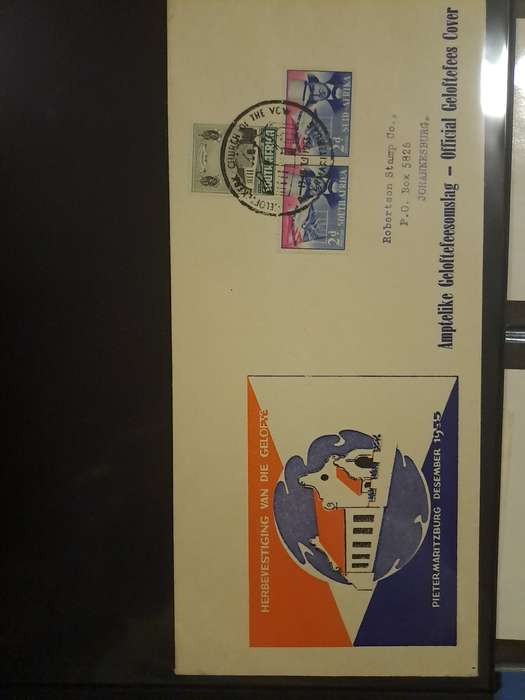 CHURCH OF THE VOW
SOUTH AFRICA
2d SUID-AFRIKA
2d SOUTH AFRICA
Robertson Stamp Co.,
P.O. Box 5826
JOHANNESBURG.
HERBEVESTIGING VAN DIE GELOFTE
PIETERMARITZBURG DESEMBER 1955
Amptelike Geloftefeesomslag – Official Geloftefees Cover